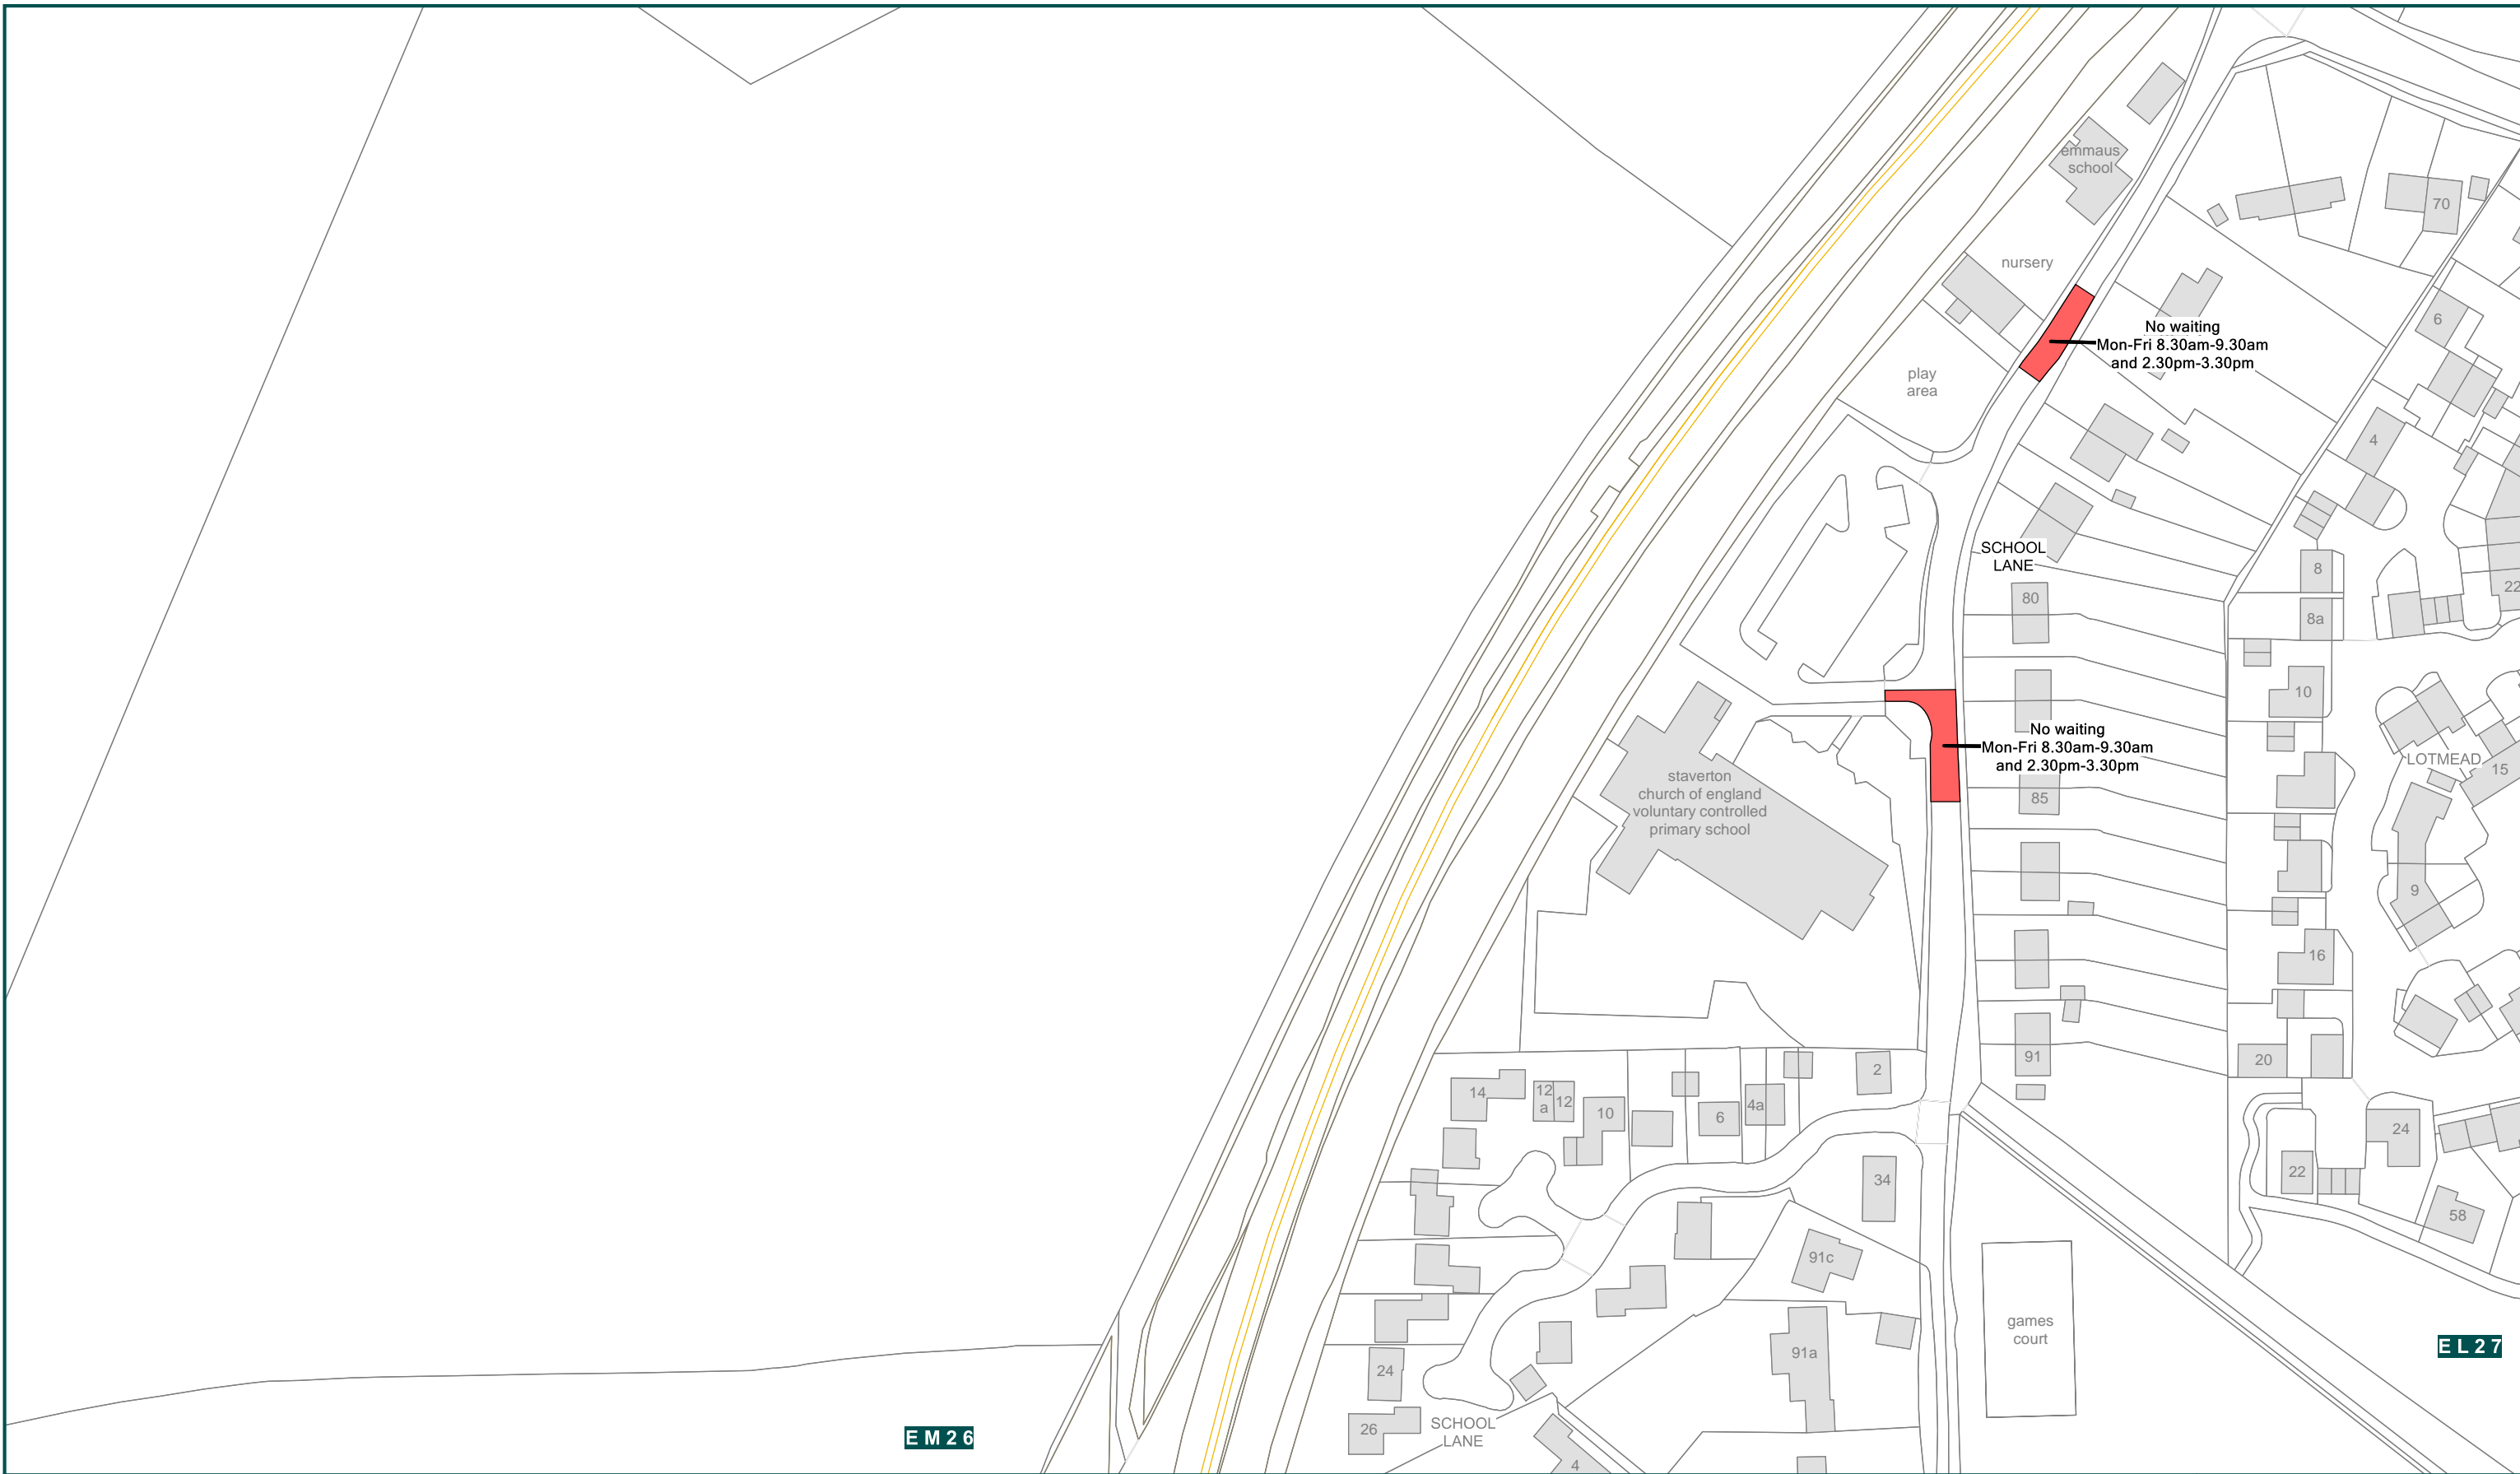 emmaus
school
70
nursery
6
No waiting
Mon-Fri 8.30am-9.30am
and 2.30pm-3.30pm
play
area
4
SCHOOL
LANE
8
22
80
8a
10
No waiting
Mon-Fri 8.30am-9.30am
and 2.30pm-3.30pm
LOTMEAD
15
staverton
church of england
voluntary controlled
primary school
85
9
16
91
20
2
14
12
a
12
10
6
4a
24
34
22
58
91c
games
court
91a
EL27
24
26
SCHOOL
LANE
EM26
4